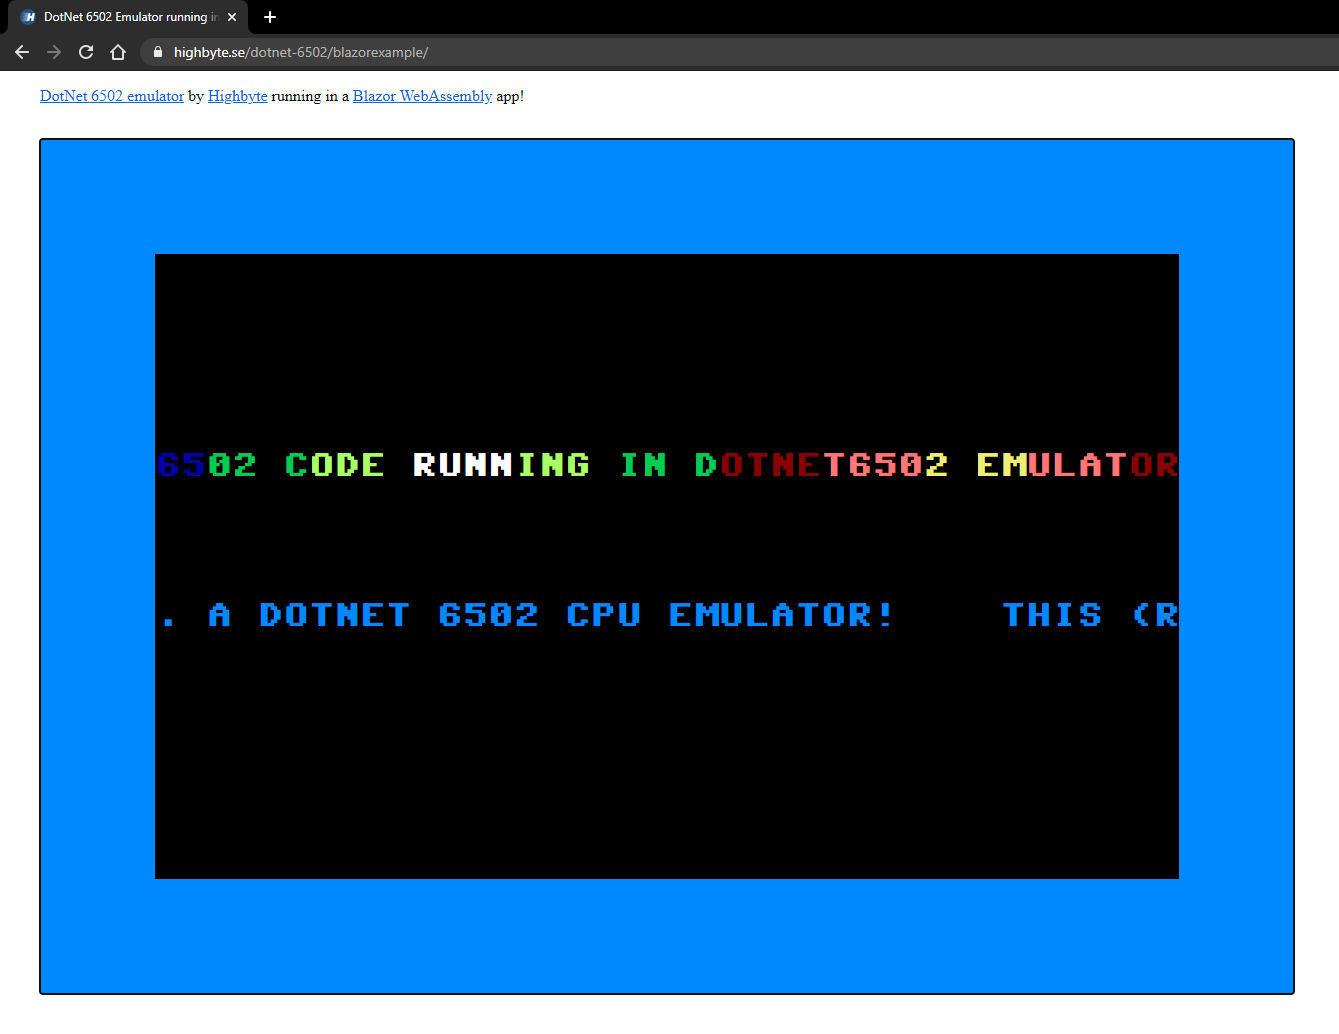 DotNet 6502 Emulator running in
highbyte.se/dotnet-6502/blazorexample/
DotNet 6502 emulator by Highbyte running in a Blazor WebAssembly app!
6502 CODE RUNNING IN DOTNET6502 EMULATOR
. A DOTNET 6502 CPU EMULATOR!    THIS (R